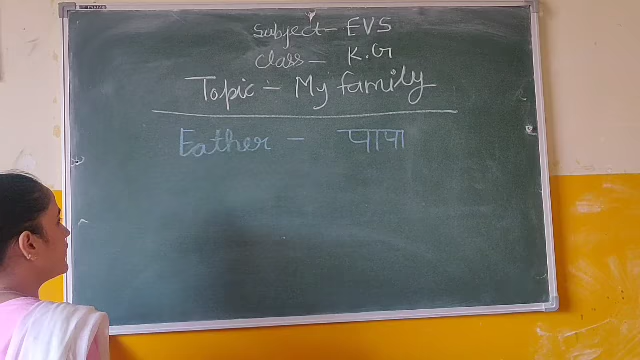 Subject - EVS
Class - K.G
Topic - My family
Father - पापा